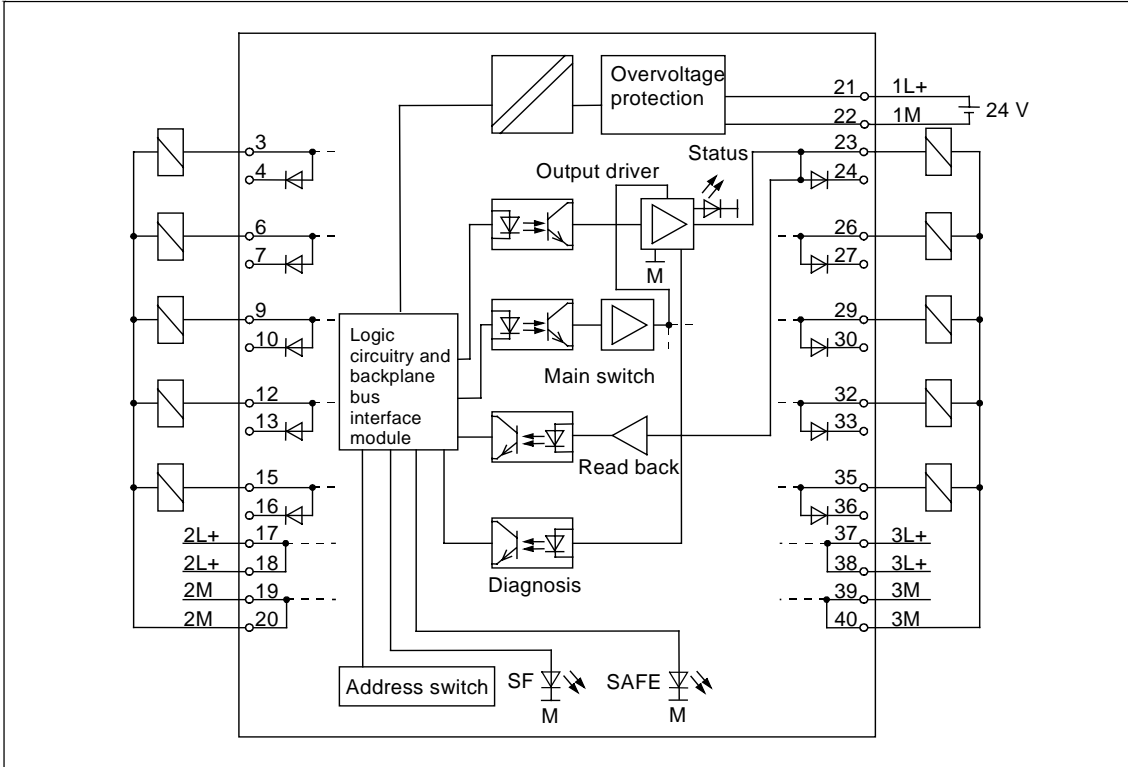 Overvoltage
protection
21
1L+
22
1M
24 V
3
4
Status
23
24
Output driver
6
7
26
27
M
9
10
29
30
Logic
circuitry and
backplane
bus
interface
module
Main switch
12
13
32
33
Read back
15
16
35
36
2L+
17
37
3L+
2L+
18
38
3L+
Diagnosis
2M
19
39
3M
2M
20
40
3M
Address switch
SF
SAFE
M
M